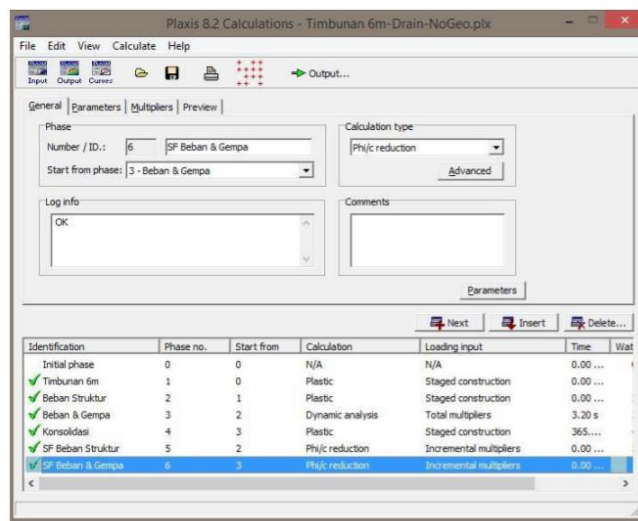 Plaxis 8.2 Calculations - Timbunan 6m-Drain-NoGeo.plx
File Edit View Calculate Help
Input Output Curves Output...
General Parameters Multipliers Preview
Phase
Number / ID.: 6 SF Beban & Gempa
Start from phase: 3 - Beban & Gempa
Calculation type
Phi/c reduction
Advanced
Log info
OK
Comments
Parameters
Next Insert Delete...
Identification Phase no. Start from Calculation Loading input Time Wat
Initial phase 0 0 N/A N/A 0.00 ...
Timbunan 6m 1 0 Plastic Staged construction 0.00 ...
Beban Struktur 2 1 Plastic Staged construction 0.00 ...
Beban & Gempa 3 2 Dynamic analysis Total multipliers 3.20 s
Konsolidasi 4 3 Plastic Staged construction 365....
SF Beban Struktur 5 2 Phi/c reduction Incremental multipliers 0.00 ...
SF Beban & Gempa 6 3 Phi/c reduction Incremental multipliers 0.00 ...